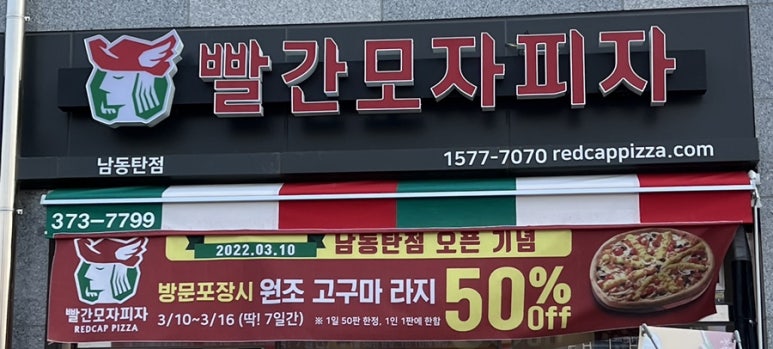 빨간모자피자
남동탄점
1577-7070 redcappizza.com
373-7799
2022.03.10
남동탄점 오픈 기념
방문포장시 원조 고구마 라지 50% Off
3/10~3/16 (딱! 7일간) ※ 1일 50판 한정, 1인 1판에 한함
빨간모자피자
REDCAP PIZZA